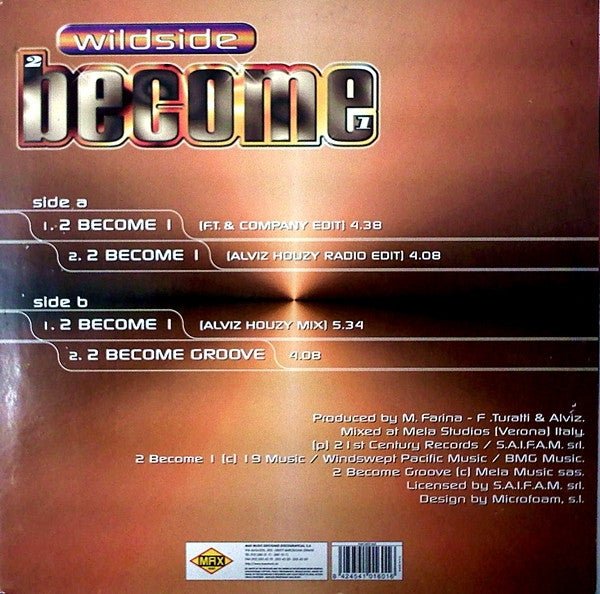 wildside
2 become 1
side a
1. 2 BECOME 1 (F.T. & COMPANY EDIT) 4.38
2. 2 BECOME 1 (ALVIZ HOUZY RADIO EDIT) 4.08
side b
1. 2 BECOME 1 (ALVIZ HOUZY MIX) 5.34
2. 2 BECOME GROOVE 4.08
Produced by M. Farina - F .Turatti & Alviz.
Mixed at Mela Studios (Verona) Italy.
(p) 21st Century Records / S.A.I.F.A.M. srl.
2 Become 1 (c) 19 Music / Windswept Pacific Music / BMG Music.
2 Become Groove (c) Mela Music sas.
Licensed by S.A.I.F.A.M. srl.
Design by Microfoam, s.l.
MAX
8 424541 016016